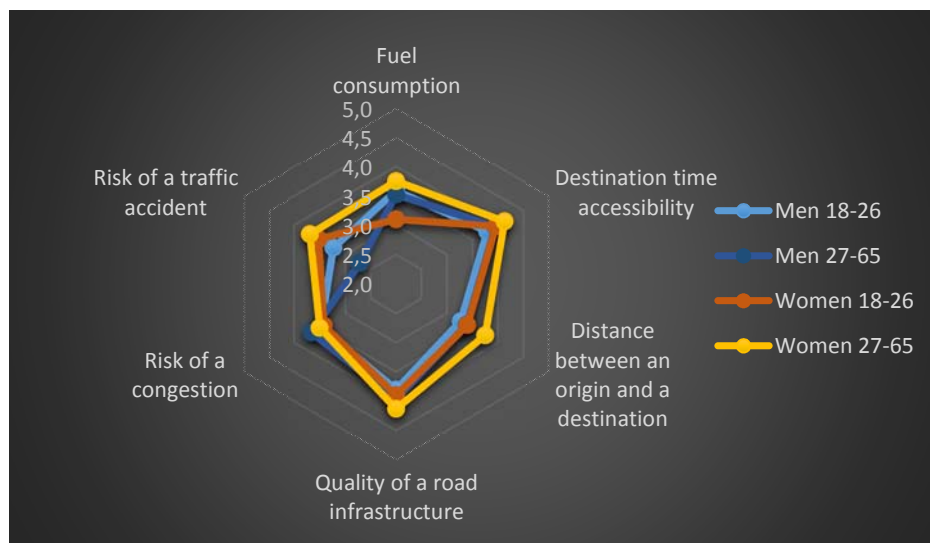 Fuel
consumption
5,0
4,5
4,0
3,5
3,0
2,5
2,0
Risk of a traffic
accident
Destination time
accessibility
Risk of a
congestion
Distance
between an
origin and a
destination
Quality of a road
infrastructure
Men 18-26
Men 27-65
Women 18-26
Women 27-65